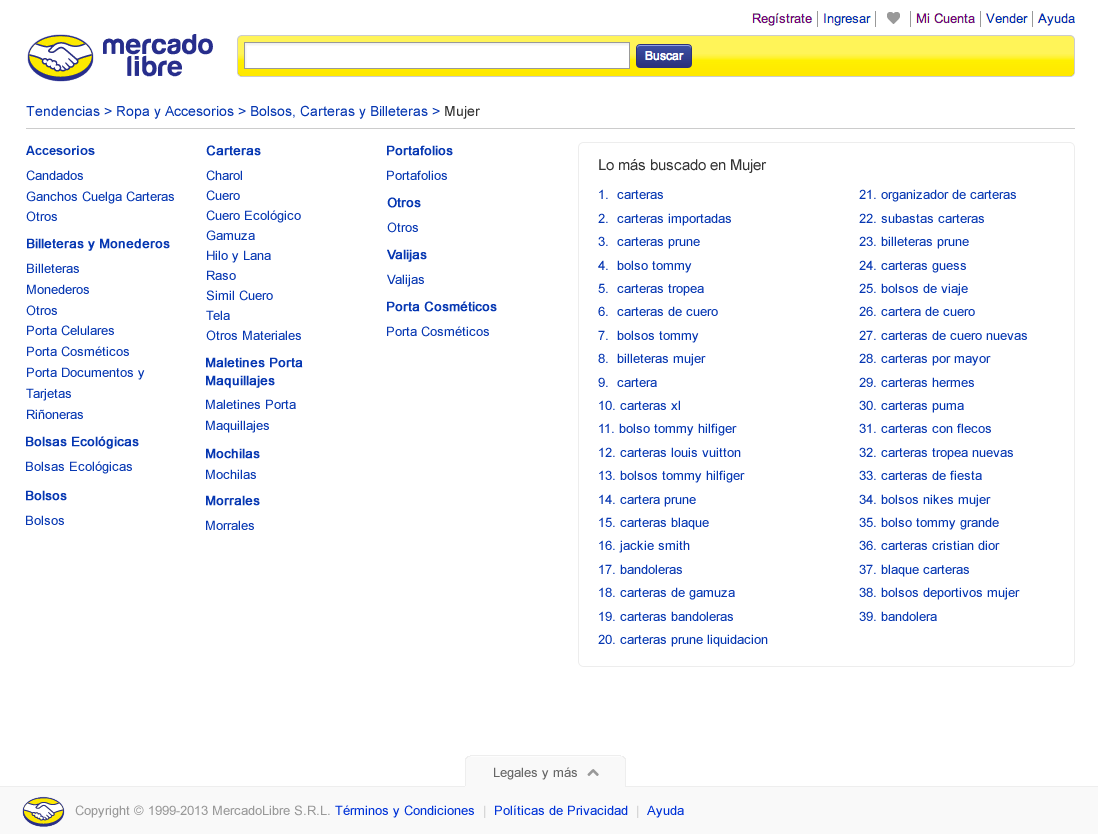 Regístrate
Ingresar
Mi Cuenta
Vender
Ayuda
mercado
libre
Buscar
Tendencias > Ropa y Accesorios > Bolsos, Carteras y Billeteras > Mujer
Accesorios
Candados
Ganchos Cuelga Carteras
Otros
Billeteras y Monederos
Billeteras
Monederos
Otros
Porta Celulares
Porta Cosméticos
Porta Documentos y
Tarjetas
Riñoneras
Bolsas Ecológicas
Bolsas Ecológicas
Bolsos
Bolsos
Carteras
Charol
Cuero
Cuero Ecológico
Gamuza
Hilo y Lana
Raso
Simil Cuero
Tela
Otros Materiales
Maletines Porta
Maquillajes
Maletines Porta
Maquillajes
Mochilas
Mochilas
Morrales
Morrales
Portafolios
Portafolios
Otros
Otros
Valijas
Valijas
Porta Cosméticos
Porta Cosméticos
Lo más buscado en Mujer
1. carteras
2. carteras importadas
3. carteras prune
4. bolso tommy
5. carteras tropea
6. carteras de cuero
7. bolsos tommy
8. billeteras mujer
9. cartera
10. carteras xl
11. bolso tommy hilfiger
12. carteras louis vuitton
13. bolsos tommy hilfiger
14. cartera prune
15. carteras blaque
16. jackie smith
17. bandoleras
18. carteras de gamuza
19. carteras bandoleras
20. carteras prune liquidacion
21. organizador de carteras
22. subastas carteras
23. billeteras prune
24. carteras guess
25. bolsos de viaje
26. cartera de cuero
27. carteras de cuero nuevas
28. carteras por mayor
29. carteras hermes
30. carteras puma
31. carteras con flecos
32. carteras tropea nuevas
33. carteras de fiesta
34. bolsos nikes mujer
35. bolso tommy grande
36. carteras cristian dior
37. blaque carteras
38. bolsos deportivos mujer
39. bandolera
Legales y más
Copyright © 1999-2013 MercadoLibre S.R.L. Términos y Condiciones | Políticas de Privacidad | Ayuda